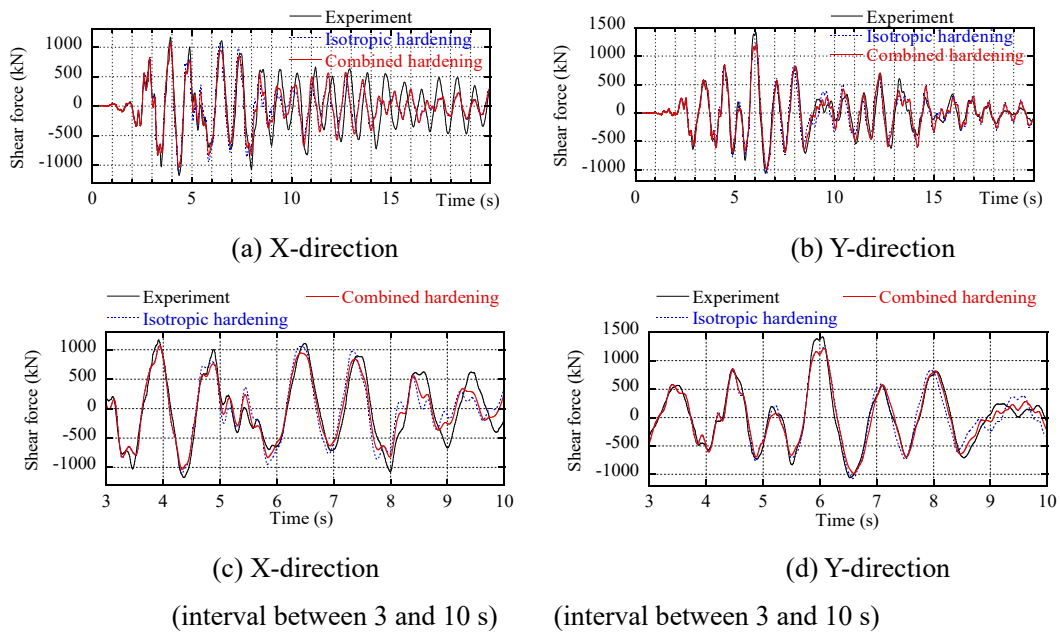 Experiment
Isotropic hardening
Combined hardening
Shear force (kN)
1000
500
0
-500
-1000
0 5 10 15
Time (s)
(a) X-direction
Experiment
Isotropic hardening
Combined hardening
Shear force (kN)
1500
1000
500
0
-500
-1000
0 5 10 15
Time (s)
(b) Y-direction
Experiment Combined hardening
Isotropic hardening
Shear force (kN)
1000
500
0
-500
-1000
3 4 5 6 7 8 9 10
Time (s)
(c) X-direction
(interval between 3 and 10 s)
Experiment Combined hardening
Isotropic hardening
Shear force (kN)
1500
1000
500
0
-500
-1000
3 4 5 6 7 8 9 10
Time (s)
(d) Y-direction
(interval between 3 and 10 s)